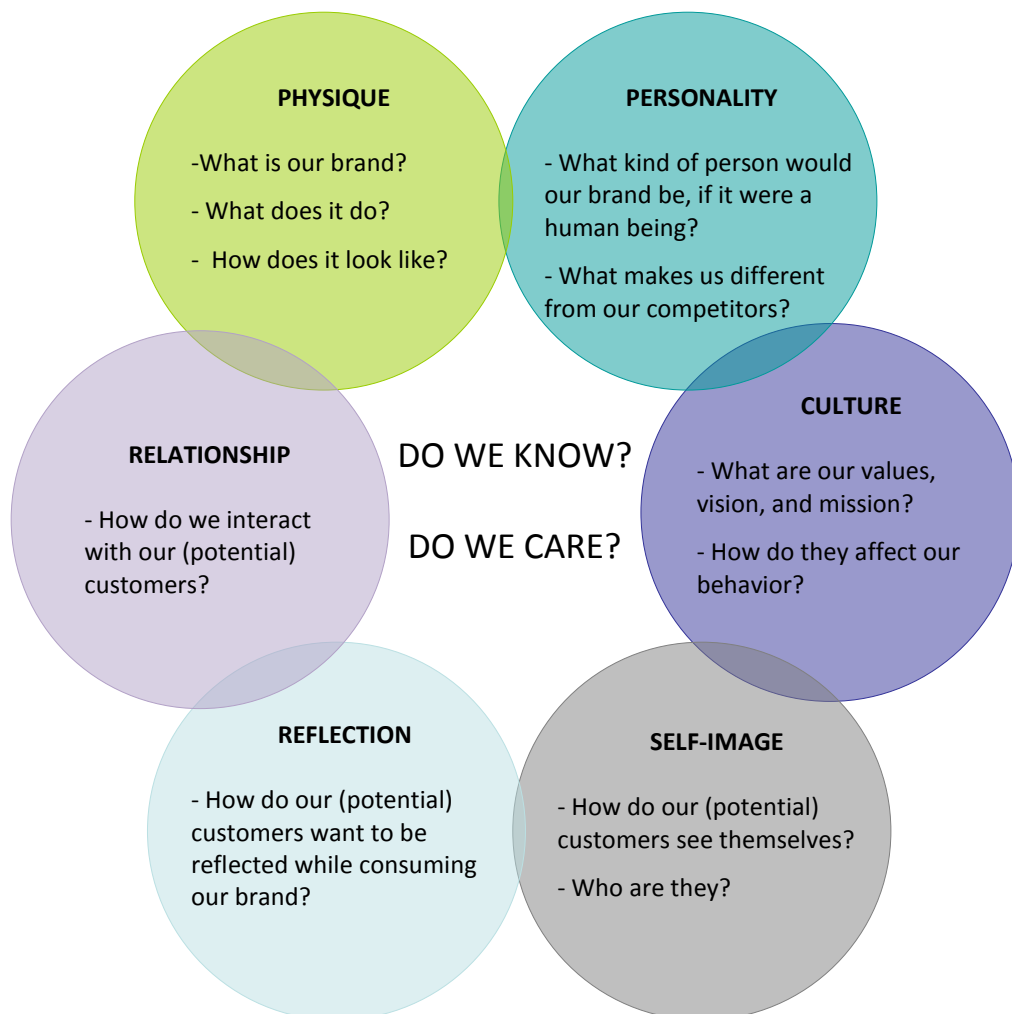 PHYSIQUE
-What is our brand?
- What does it do?
-  How does it look like?
PERSONALITY
- What kind of person would
our brand be, if it were a
human being?
- What makes us different
from our competitors?
CULTURE
- What are our values,
vision, and mission?
- How do they affect our
behavior?
RELATIONSHIP
- How do we interact
with our (potential)
customers?
DO WE KNOW?
DO WE CARE?
REFLECTION
- How do our (potential)
customers want to be
reflected while consuming
our brand?
SELF-IMAGE
- How do our (potential)
customers see themselves?
- Who are they?